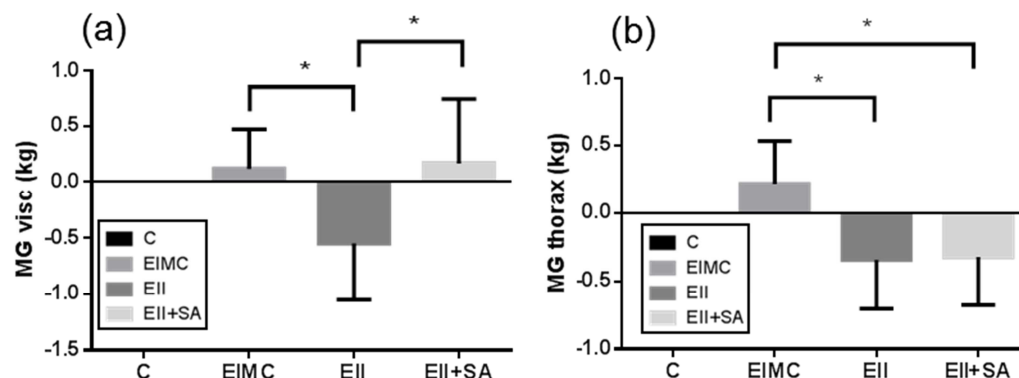 (a)
*
*
1.0
0.5
0.0
-0.5
-1.0
-1.5
MG visc (kg)
C
EIMC
EII
EII+SA
C
EIMC
EII
EII+SA
(b)
*
*
1.0
0.5
0.0
-0.5
-1.0
MG thorax (kg)
C
EIMC
EII
EII+SA
C
EIMC
EII
EII+SA